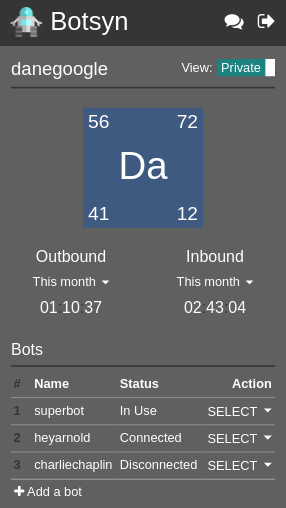 Botsyn
danegoogle
View: Private
56 72
Da
41 12
Outbound Inbound
This month This month
01:10:37 02:43:04
Bots
# Name Status Action
1 superbot In Use SELECT
2 heyarnold Connected SELECT
3 charliechaplin Disconnected SELECT
Add a bot